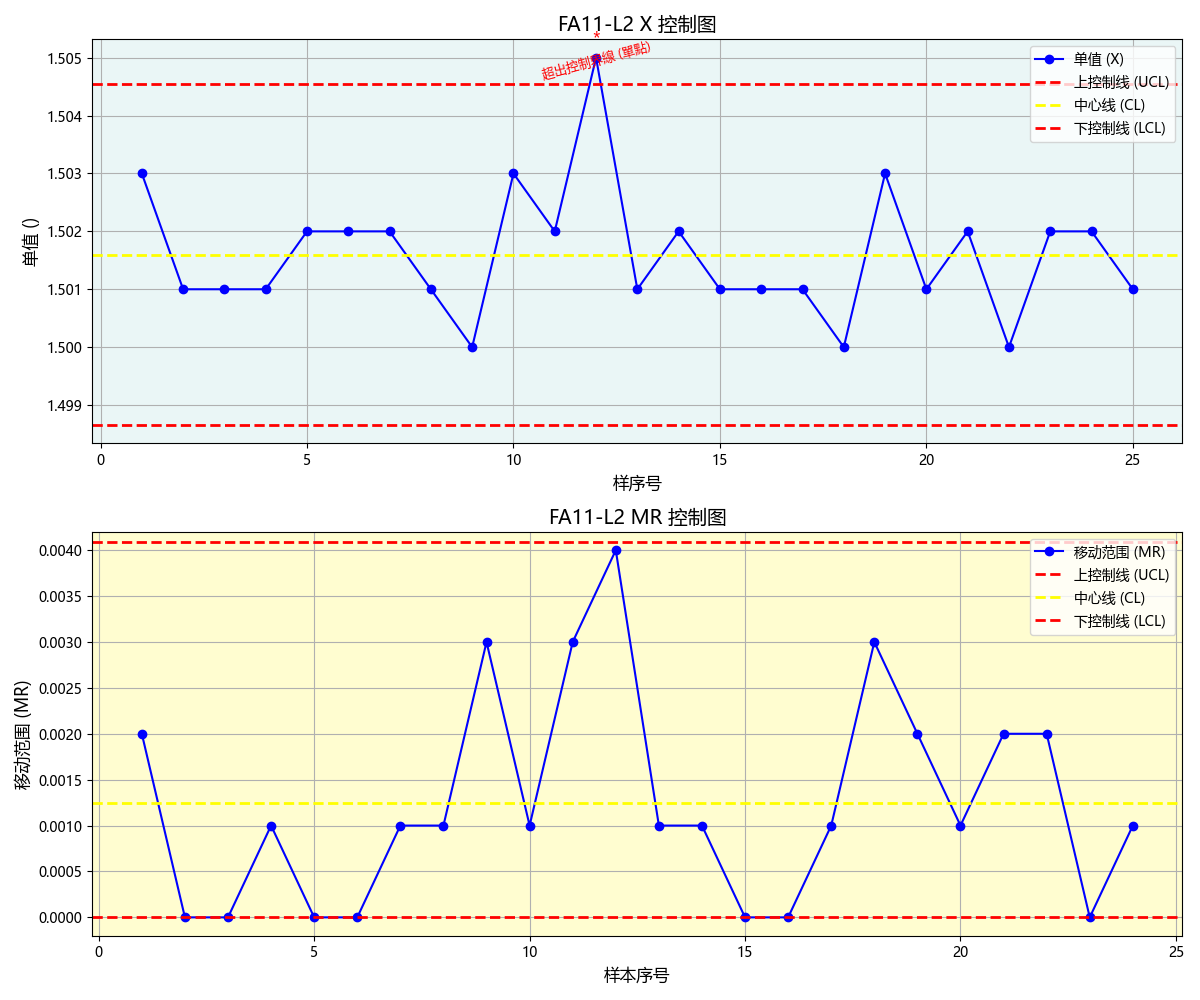 FA11-L2 X 控制图
*
超出控制界線 (單點)
单值 (X)
上控制线 (UCL)
中心线 (CL)
下控制线 (LCL)
1.505
1.504
1.503
1.502
1.501
1.500
1.499
单值 ()
0 5 10 15 20 25
样序号
FA11-L2 MR 控制图
移动范围 (MR)
上控制线 (UCL)
中心线 (CL)
下控制线 (LCL)
0.0040
0.0035
0.0030
0.0025
0.0020
0.0015
0.0010
0.0005
0.0000
移动范围 (MR)
0 5 10 15 20 25
样本序号